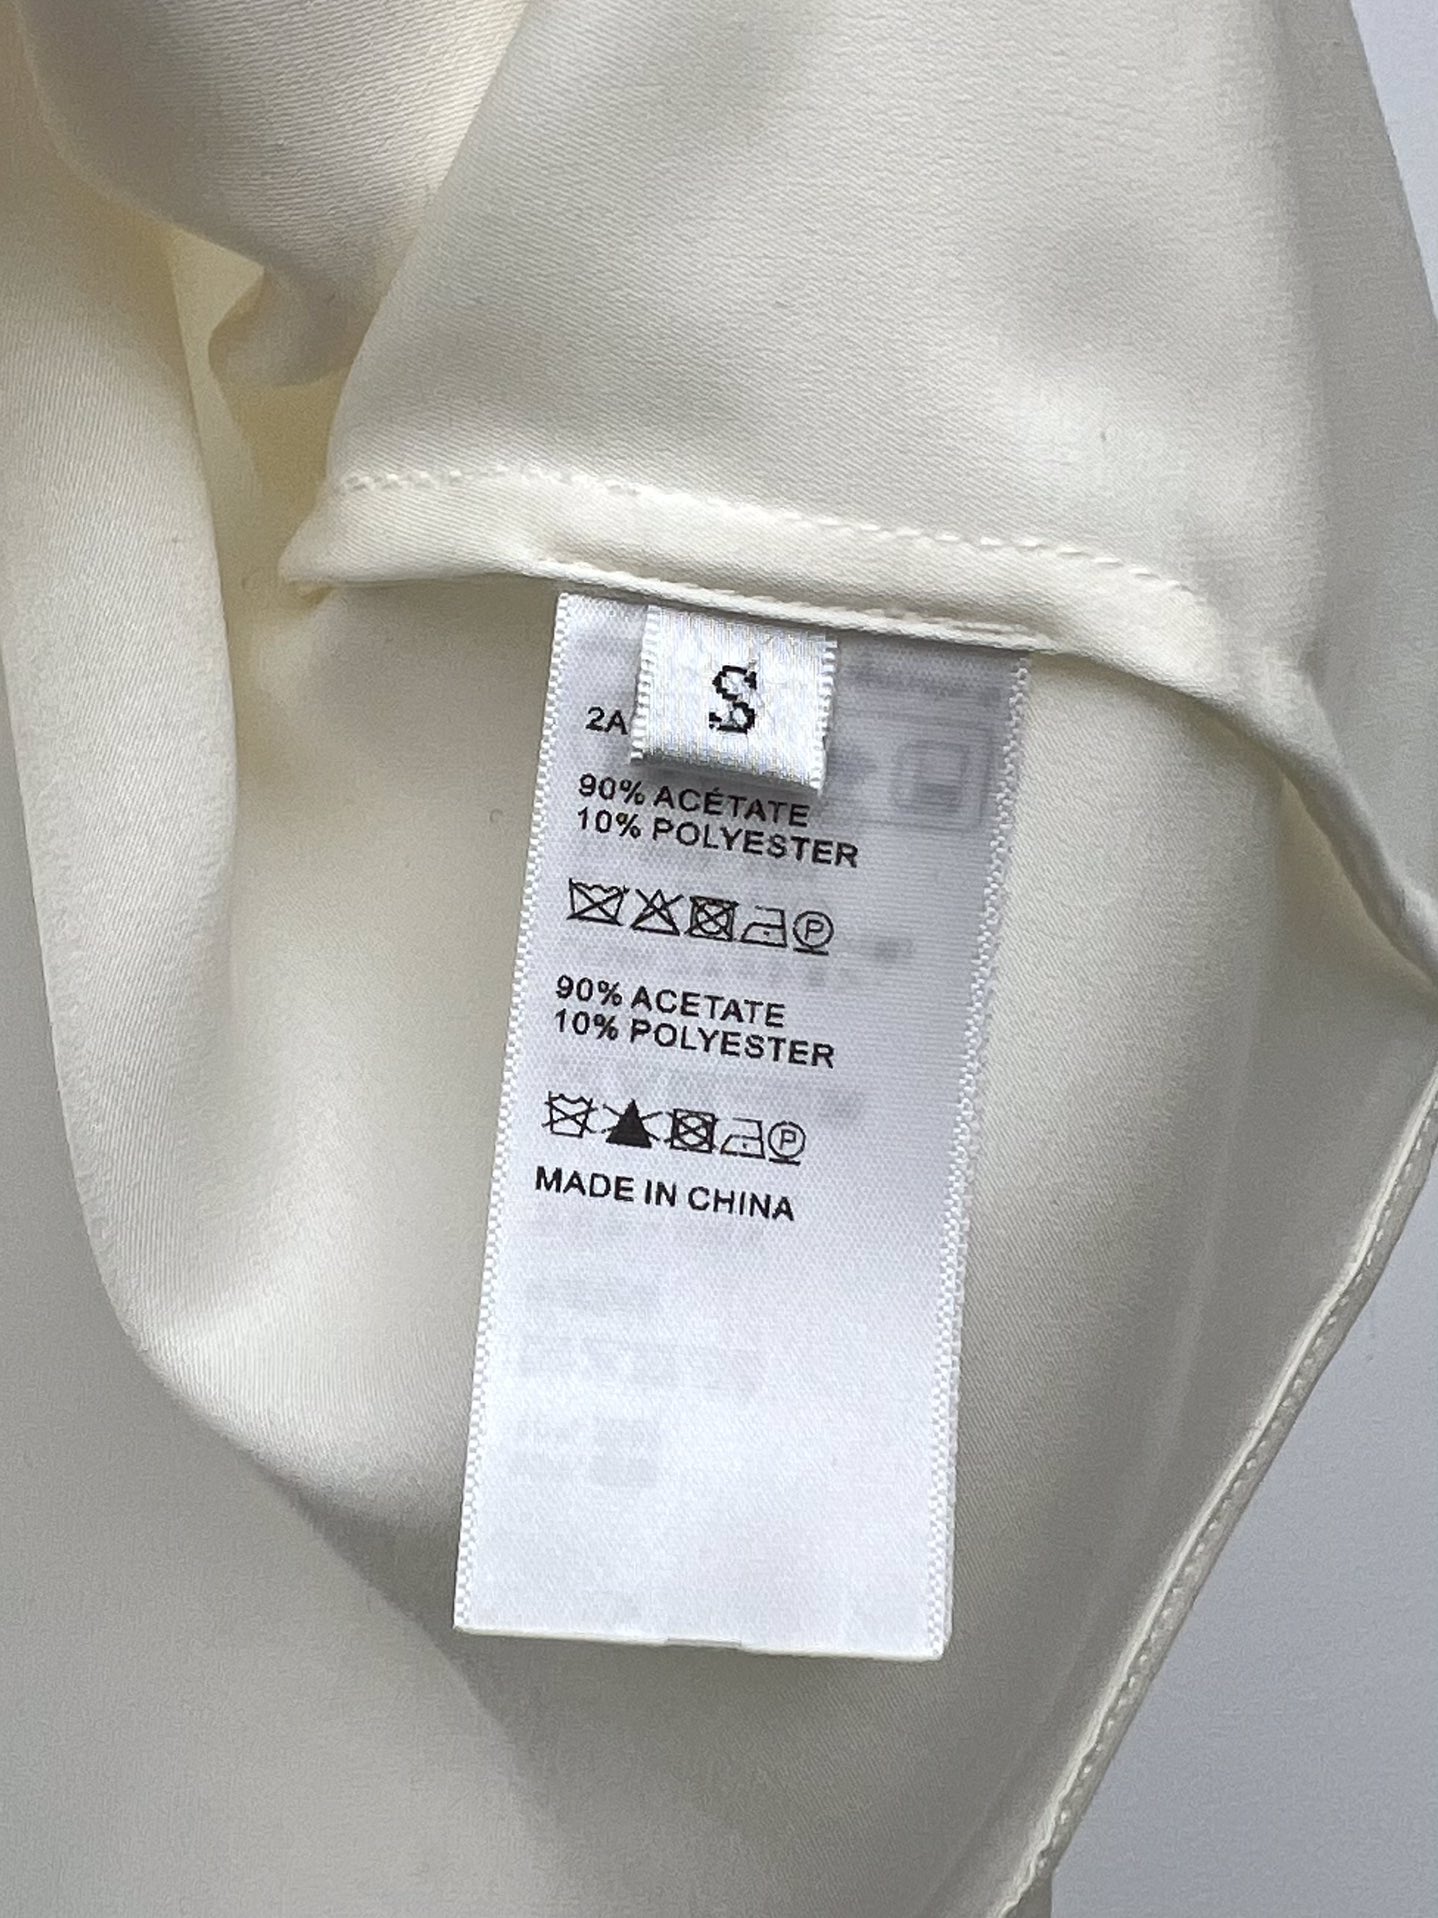 S
2A
90% ACÉTATE
10% POLYESTER
P
90% ACETATE
10% POLYESTER
P
MADE IN CHINA